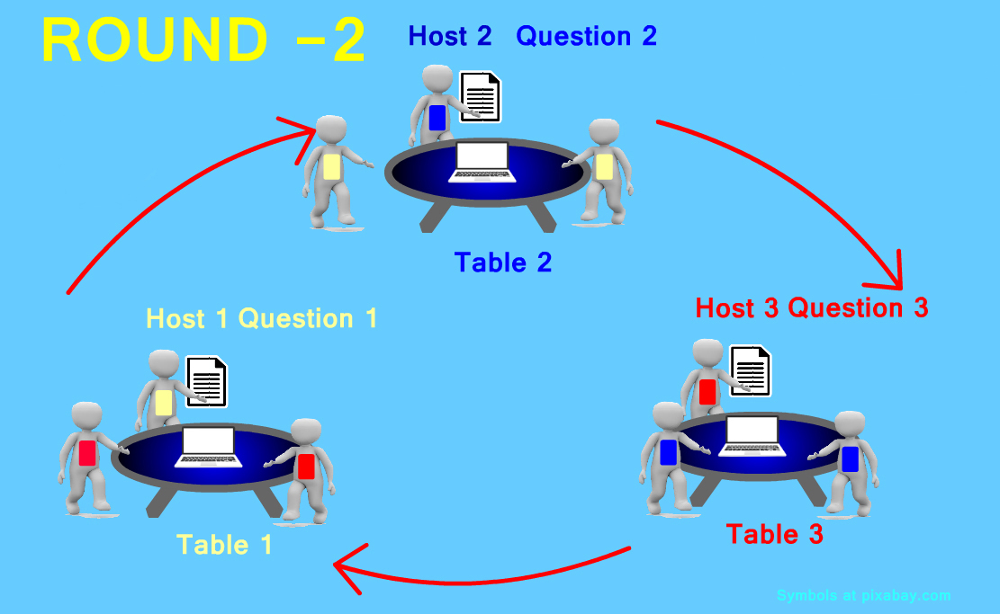 ROUND -2
Host 2 Question 2
Table 2
Host 1 Question 1
Host 3 Question 3
Table 1
Table 3
Symbols at pixabay.com